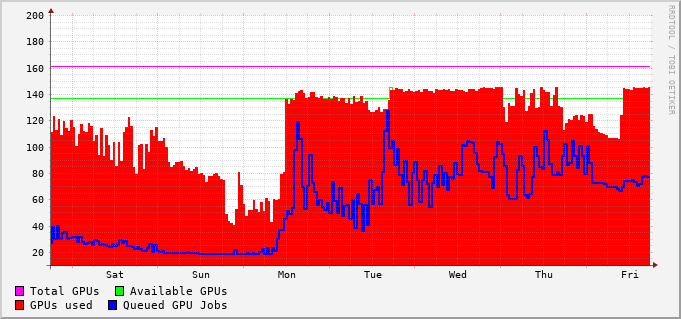 200
180
160
140
120
100
80
60
40
20
Sat Sun Mon Tue Wed Thu Fri
Total GPUs Available GPUs
GPUs used Queued GPU Jobs
RRDTOOL / TOBI OETIKER